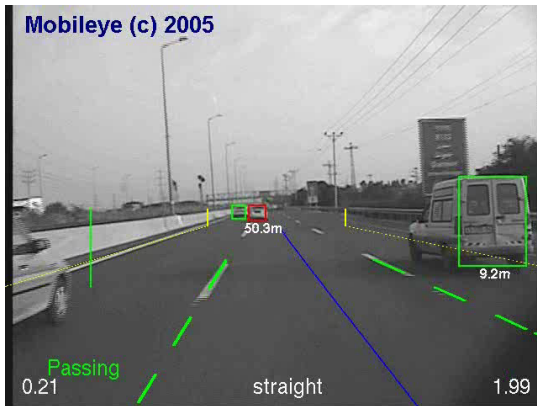 Mobileye (c) 2005
50.3m
9.2m
Passing
0.21 straight 1.99